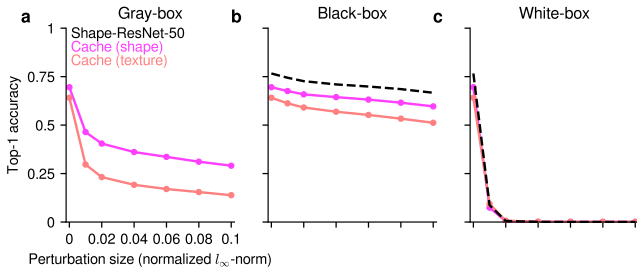 a Gray-box
b Black-box
c White-box
Shape-ResNet-50
Cache (shape)
Cache (texture)
Top-1 accuracy
1
0.75
0.5
0.25
0
0 0.02 0.04 0.06 0.08 0.1
Perturbation size (normalized l∞-norm)